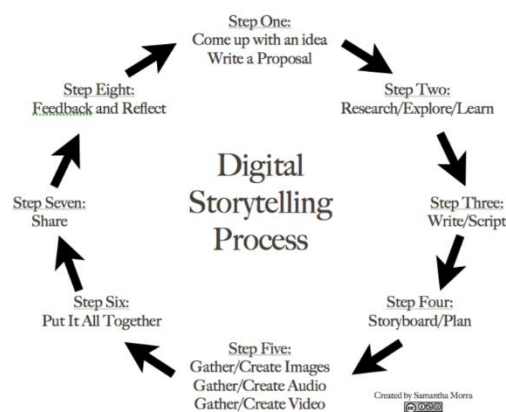 Step One:
Come up with an idea
Write a Proposal
Step Two:
Research/Explore/Learn
Step Three:
Write/Script
Step Four:
Storyboard/Plan
Step Five:
Gather/Create Images
Gather/Create Audio
Gather/Create Video
Step Six:
Put It All Together
Step Seven:
Share
Step Eight:
Feedback and Reflect
Digital
Storytelling
Process
Created by Samantha Morra